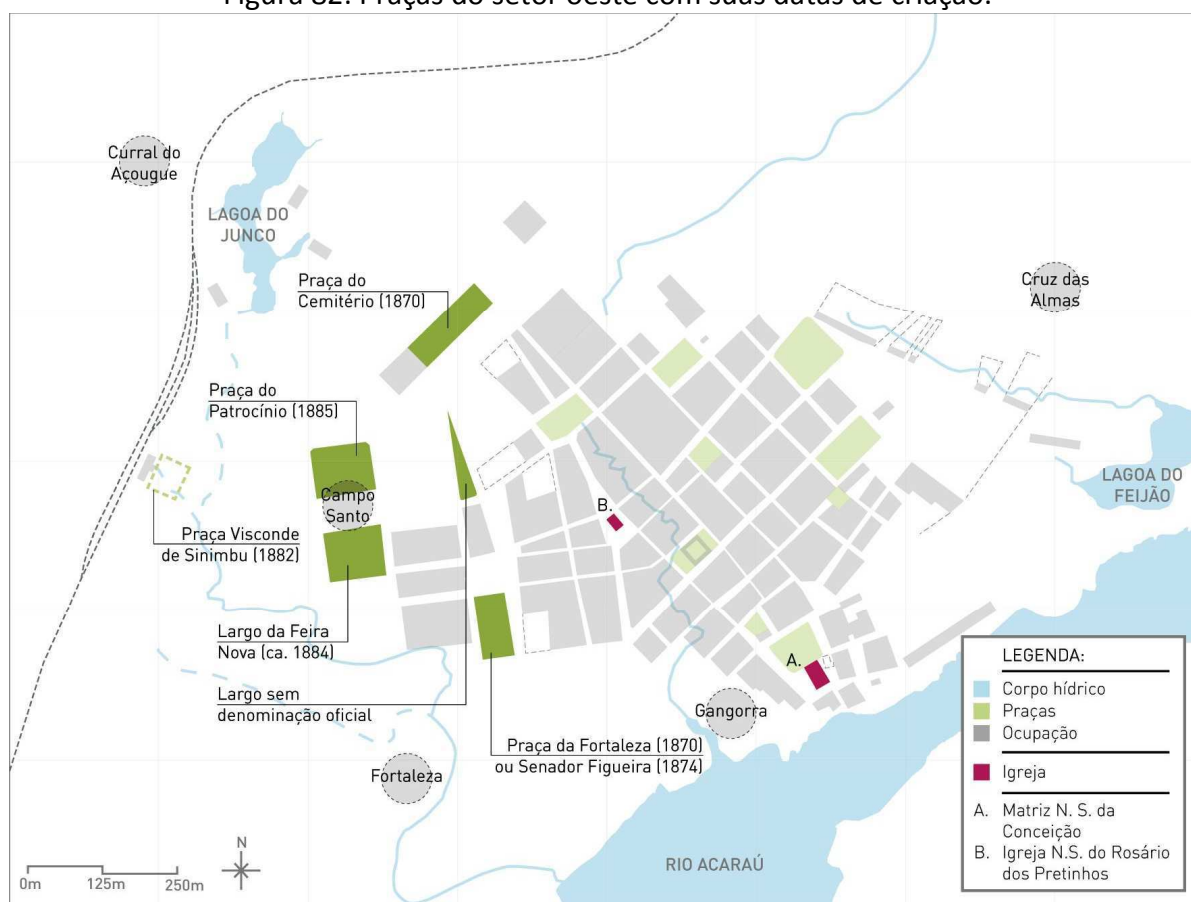 Figura 82: Praças do setor oeste com suas datas de criação.
Curral do
Açougue
LAGOA DO
JUNCO
Praça do
Cemitério (1870)
Cruz das
Almas
Praça do
Patrocínio (1885)
Campo
Santo
B.
LAGOA DO
FEIJÃO
Praça Visconde
de Sinimbu (1882)
Largo da Feira
Nova (ca. 1884)
A.
Largo sem
denominação oficial
Gangorra
Praça da Fortaleza (1870)
ou Senador Figueira (1874)
Fortaleza
RIO ACARAÚ
N
0m
125m
250m
LEGENDA:
Corpo hídrico
Praças
Ocupação
Igreja
A. Matriz N. S. da
Conceição
B. Igreja N.S. do Rosário
dos Pretinhos